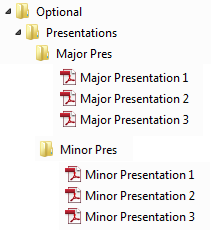 Optional
Presentations
Major Pres
Major Presentation 1
Major Presentation 2
Major Presentation 3
Minor Pres
Minor Presentation 1
Minor Presentation 2
Minor Presentation 3